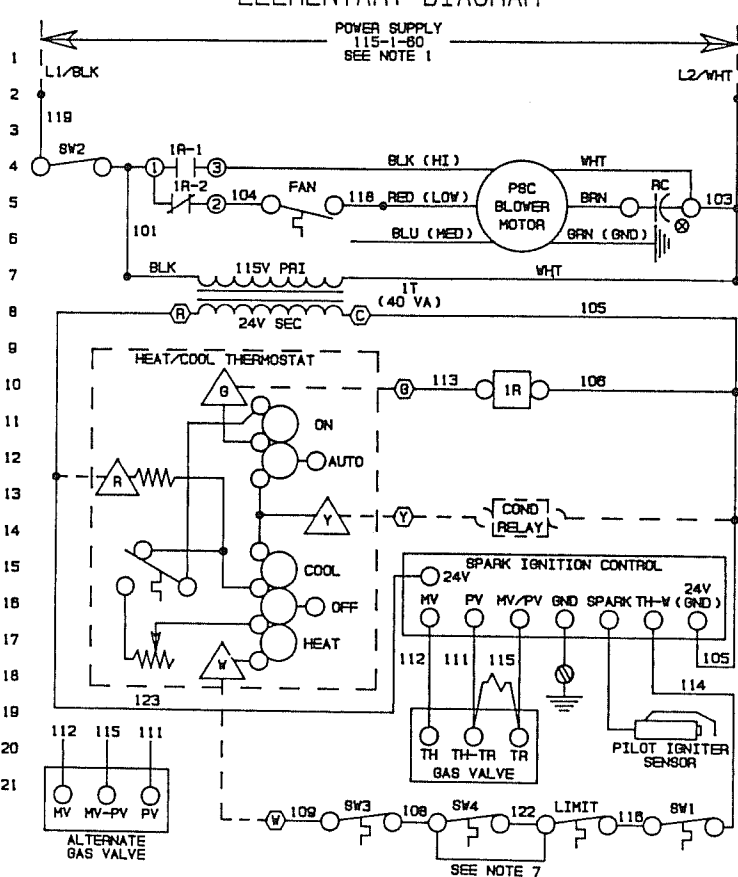 ELEMENTARY DIAGRAM
POWER SUPPLY
115-1-60
SEE NOTE 1
1
L1/BLK
L2/WHT
2
119
3
SW2
1R-1
4
1
3
BLK (HI)
WHT
PSC
BLOWER
MOTOR
1R-2
5
2
104
FAN
118
RED (LOW)
BRN
RC
103
101
6
BLU (MED)
GRN (GND)
7
BLK
115V PRI
WHT
1T
(40 VA)
8
R
24V SEC
C
105
9
HEAT/COOL THERMOSTAT
10
G
G
113
1R
106
11
ON
12
AUTO
R
13
Y
Y
COND
RELAY
14
15
COOL
SPARK IGNITION CONTROL
24V
16
OFF
MV
PV
MV/PV
GND
SPARK
TH-W
24V
(GND)
17
HEAT
W
112
111
115
105
18
114
123
19
112
115
111
20
TH
TH-TR
TR
GAS VALVE
PILOT IGNITER
SENSOR
21
MV
MV-PV
PV
ALTERNATE
GAS VALVE
W
109
SW3
108
SW4
122
LIMIT
116
SW1
SEE NOTE 7